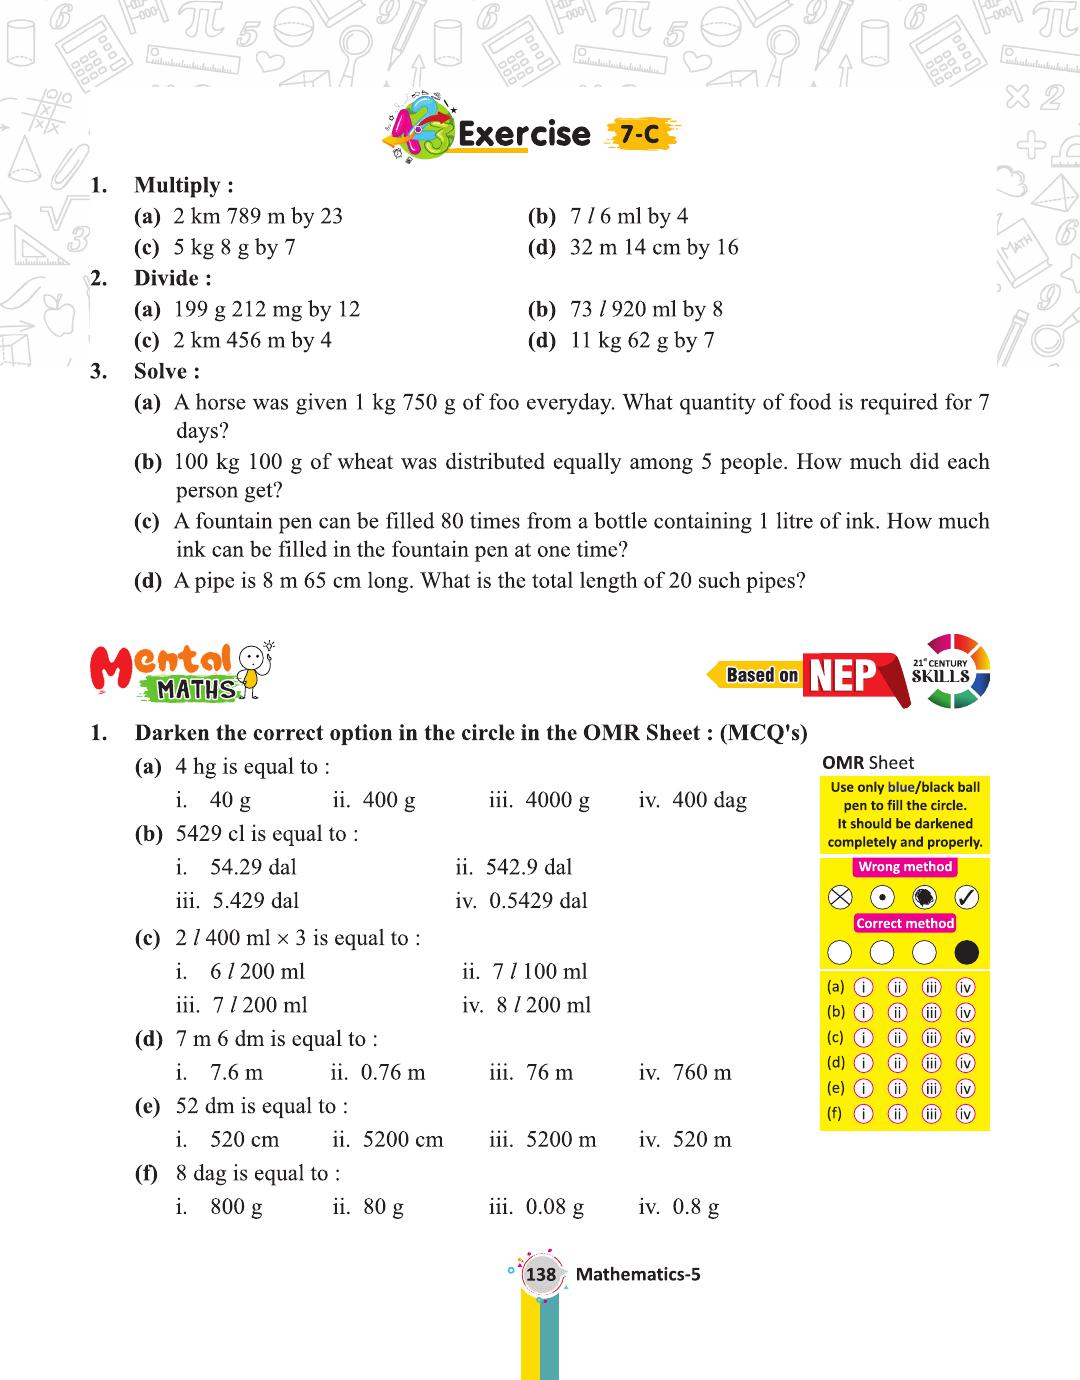 Exercise 7-C
1. Multiply :
(a) 2 km 789 m by 23 (b) 7 l 6 ml by 4
(c) 5 kg 8 g by 7 (d) 32 m 14 cm by 16
2. Divide :
(a) 199 g 212 mg by 12 (b) 73 l 920 ml by 8
(c) 2 km 456 m by 4 (d) 11 kg 62 g by 7
3. Solve :
(a) A horse was given 1 kg 750 g of foo everyday. What quantity of food is required for 7
days?
(b) 100 kg 100 g of wheat was distributed equally among 5 people. How much did each
person get?
(c) A fountain pen can be filled 80 times from a bottle containing 1 litre of ink. How much
ink can be filled in the fountain pen at one time?
(d) A pipe is 8 m 65 cm long. What is the total length of 20 such pipes?
Mental
MATHS
Based on NEP
21st CENTURY
SKILLS
1. Darken the correct option in the circle in the OMR Sheet : (MCQ's)
(a) 4 hg is equal to :
i. 40 g ii. 400 g iii. 4000 g iv. 400 dag
(b) 5429 cl is equal to :
i. 54.29 dal ii. 542.9 dal
iii. 5.429 dal iv. 0.5429 dal
(c) 2 l 400 ml × 3 is equal to :
i. 6 l 200 ml ii. 7 l 100 ml
iii. 7 l 200 ml iv. 8 l 200 ml
(d) 7 m 6 dm is equal to :
i. 7.6 m ii. 0.76 m iii. 76 m iv. 760 m
(e) 52 dm is equal to :
i. 520 cm ii. 5200 cm iii. 5200 m iv. 520 m
(f) 8 dag is equal to :
i. 800 g ii. 80 g iii. 0.08 g iv. 0.8 g
OMR Sheet
Use only blue/black ball
pen to fill the circle.
It should be darkened
completely and properly.
Wrong method
Correct method
(a) i ii iii iv
(b) i ii iii iv
(c) i ii iii iv
(d) i ii iii iv
(e) i ii iii iv
(f) i ii iii iv
138 Mathematics-5